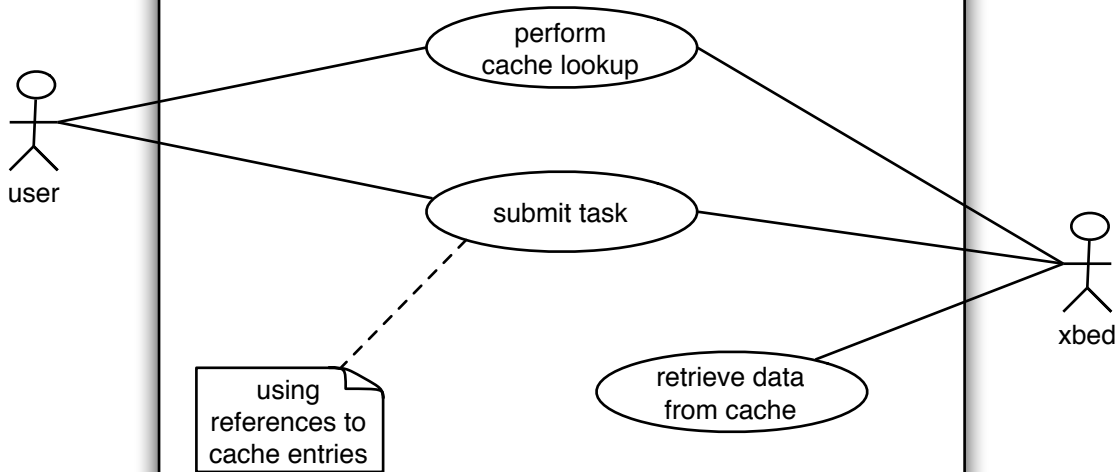 perform
cache lookup
user
submit task
xbed
using
references to
cache entries
retrieve data
from cache